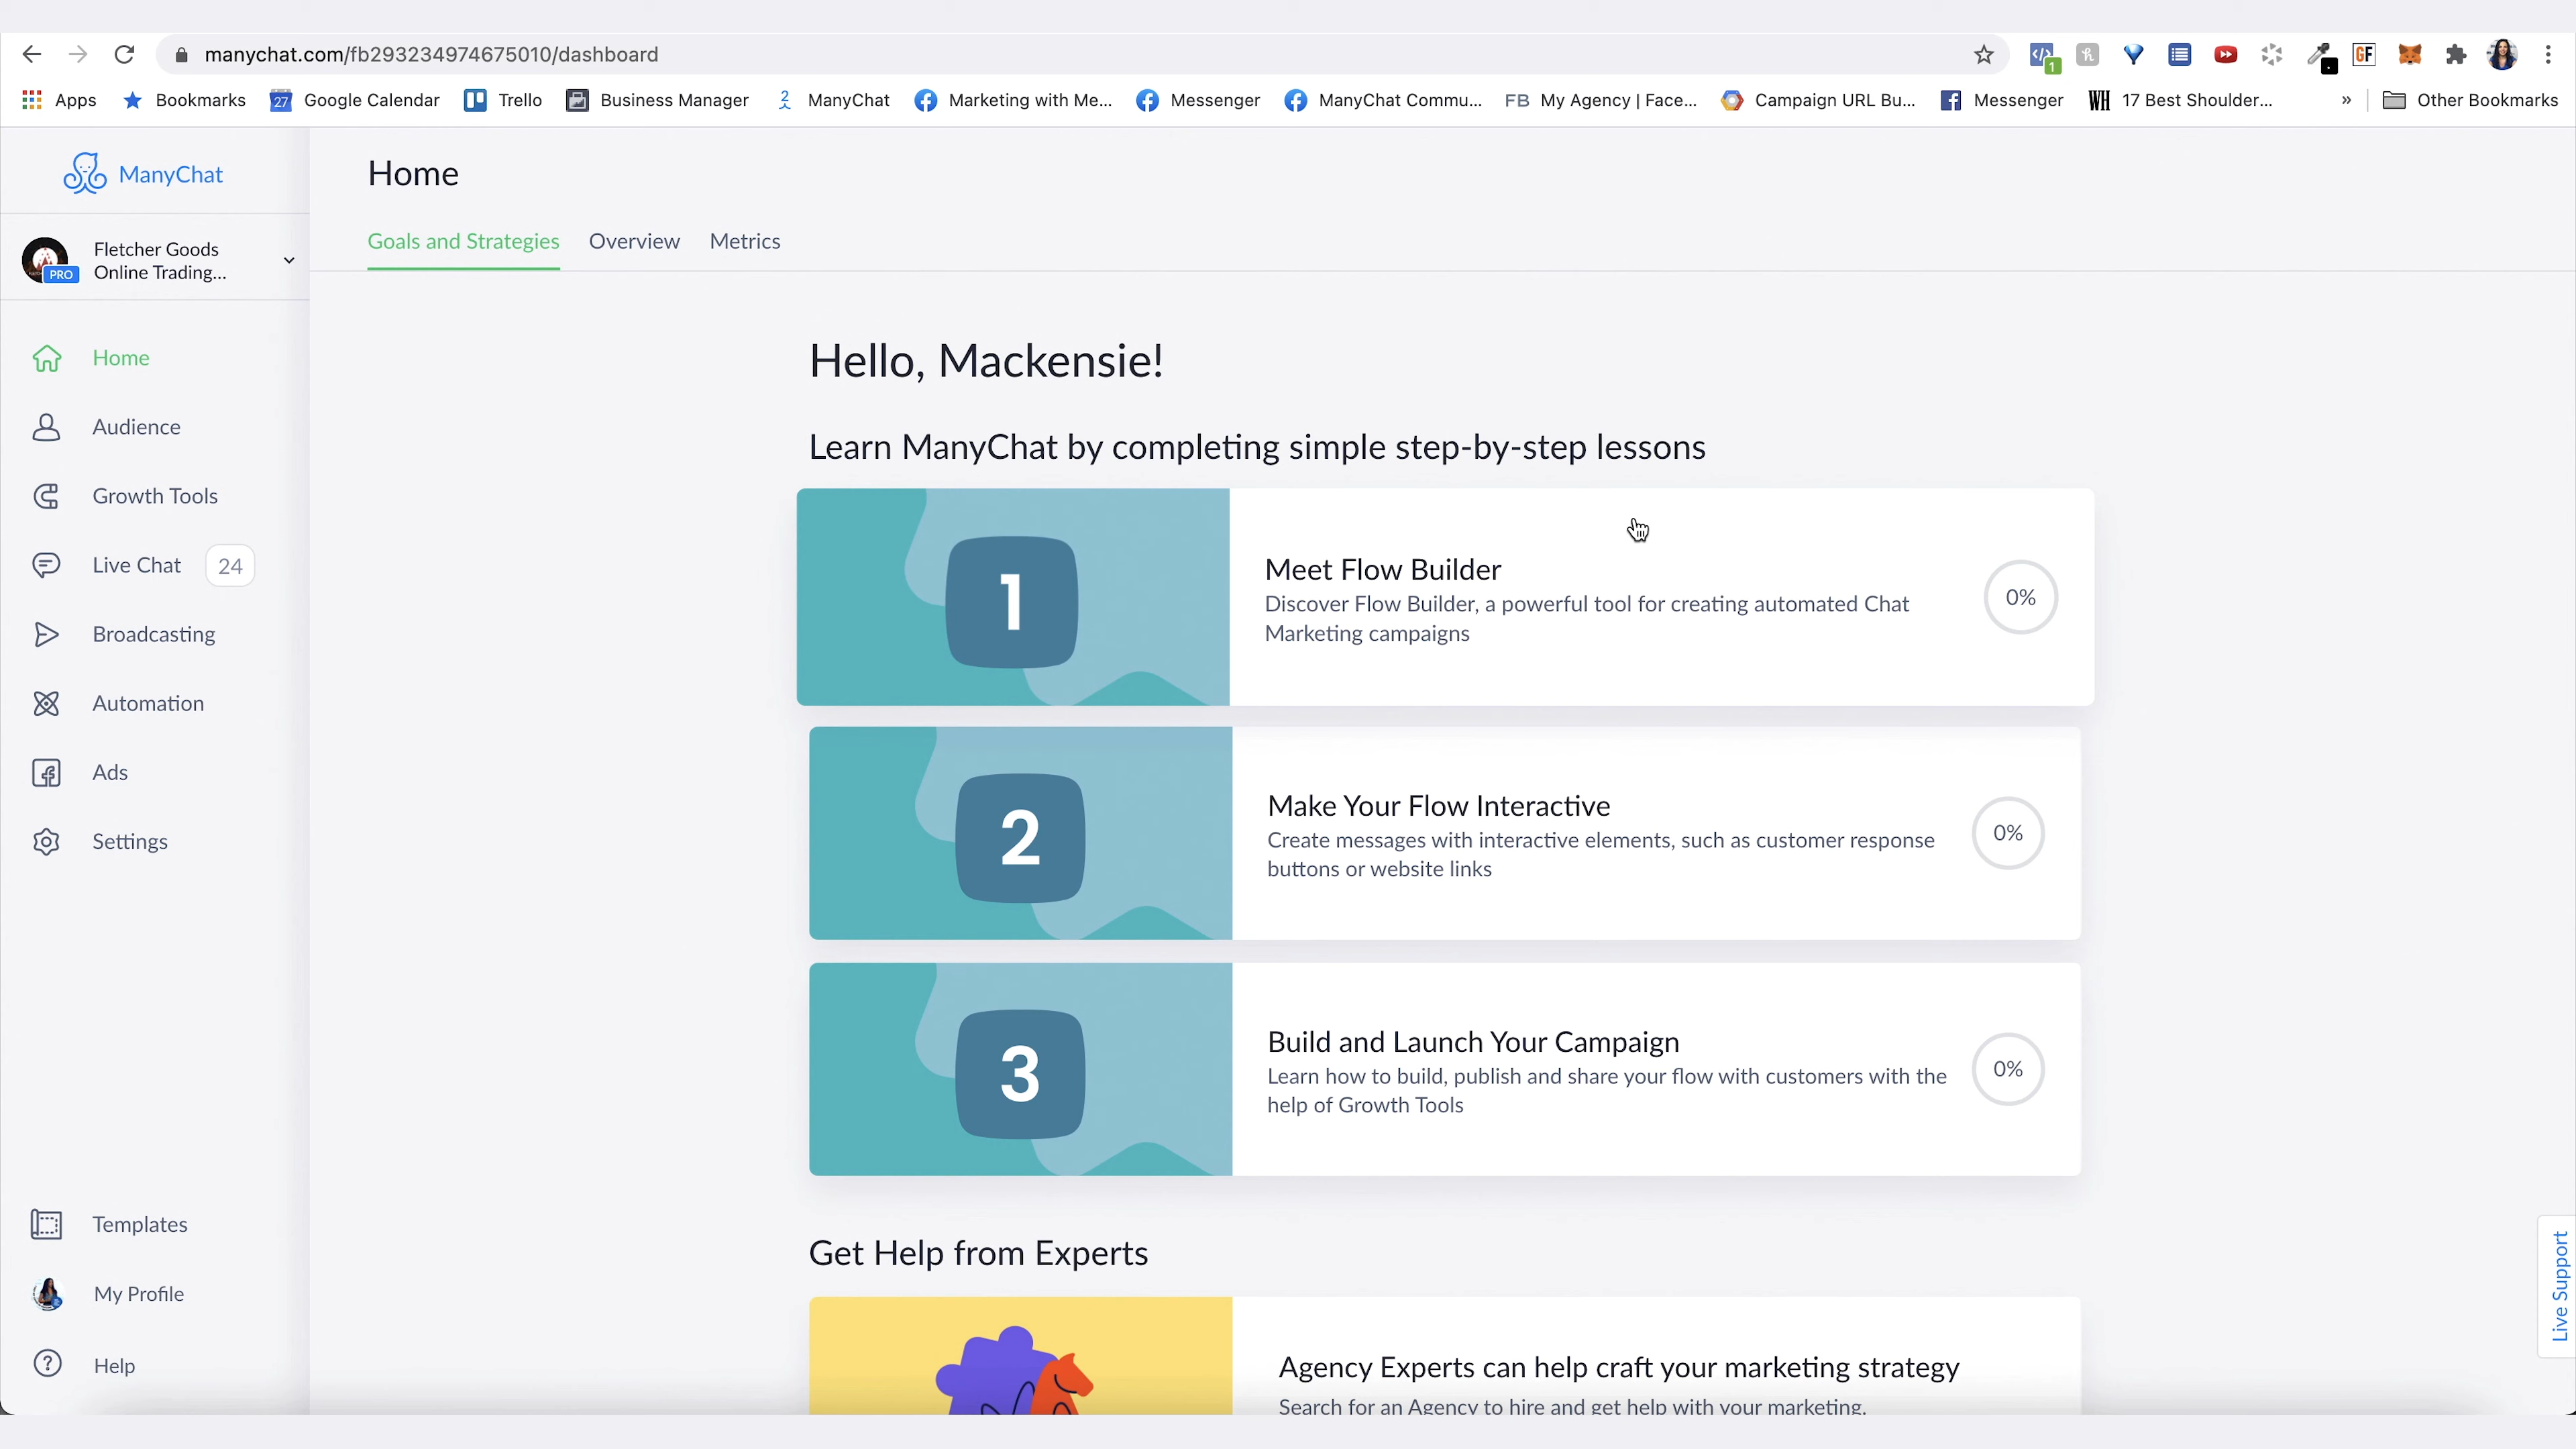 manychat.com/fb293234974675010/dashboard
1
GF
Apps
Bookmarks
27
Google Calendar
Trello
Business Manager
2
ManyChat
Marketing with Me...
Messenger
ManyChat Commu...
FB
My Agency | Face...
Campaign URL Bu...
Messenger
WH
17 Best Shoulder...
»
Other Bookmarks
ManyChat
Fletcher Goods
Online Trading...
PRO
Home
Audience
Growth Tools
Live Chat 24
Broadcasting
Automation
Ads
Settings
Templates
My Profile
Help
Home
Goals and Strategies Overview Metrics
Hello, Mackensie!
Learn ManyChat by completing simple step-by-step lessons
1
Meet Flow Builder
Discover Flow Builder, a powerful tool for creating automated Chat
Marketing campaigns
0%
2
Make Your Flow Interactive
Create messages with interactive elements, such as customer response
buttons or website links
0%
3
Build and Launch Your Campaign
Learn how to build, publish and share your flow with customers with the
help of Growth Tools
0%
Get Help from Experts
Agency Experts can help craft your marketing strategy
Search for an Agency to hire and get help with your marketing.
Live Support